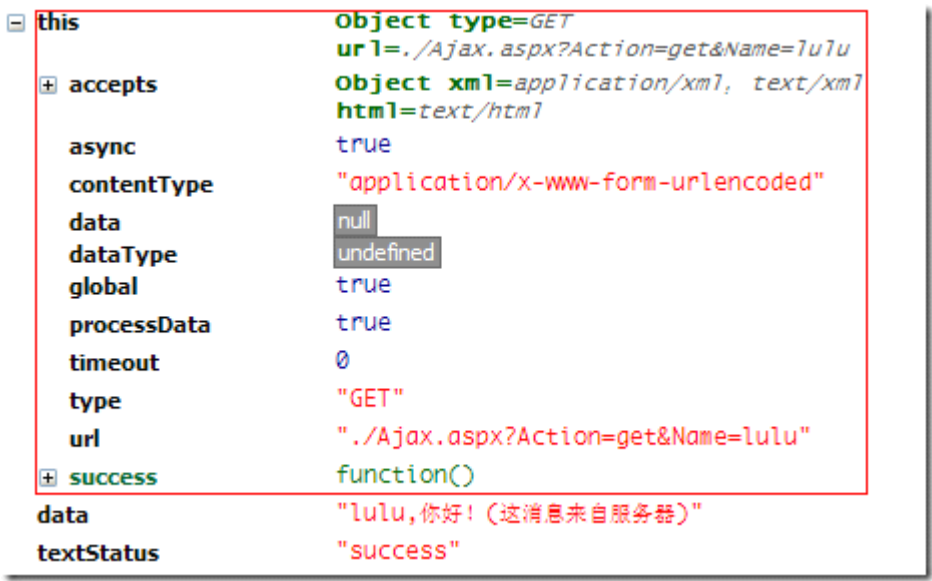 this Object type=GET
url=./Ajax.aspx?Action=get&Name=lulu
accepts Object xml=application/xml, text/xml
html=text/html
async true
contentType "application/x-www-form-urlencoded"
data null
dataType undefined
global true
processData true
timeout 0
type "GET"
url "./Ajax.aspx?Action=get&Name=lulu"
success function()
data "lulu,你好！(这消息来自服务器)"
textStatus "success"